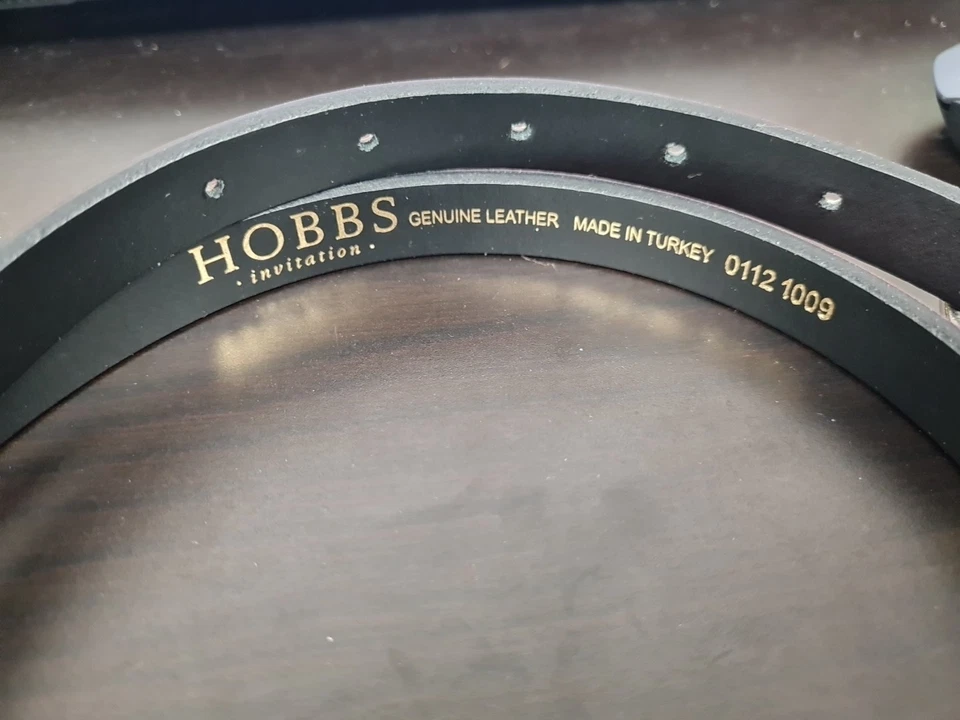 HOBBS GENUINE LEATHER MADE IN TURKEY 0112 1009
· invitation ·